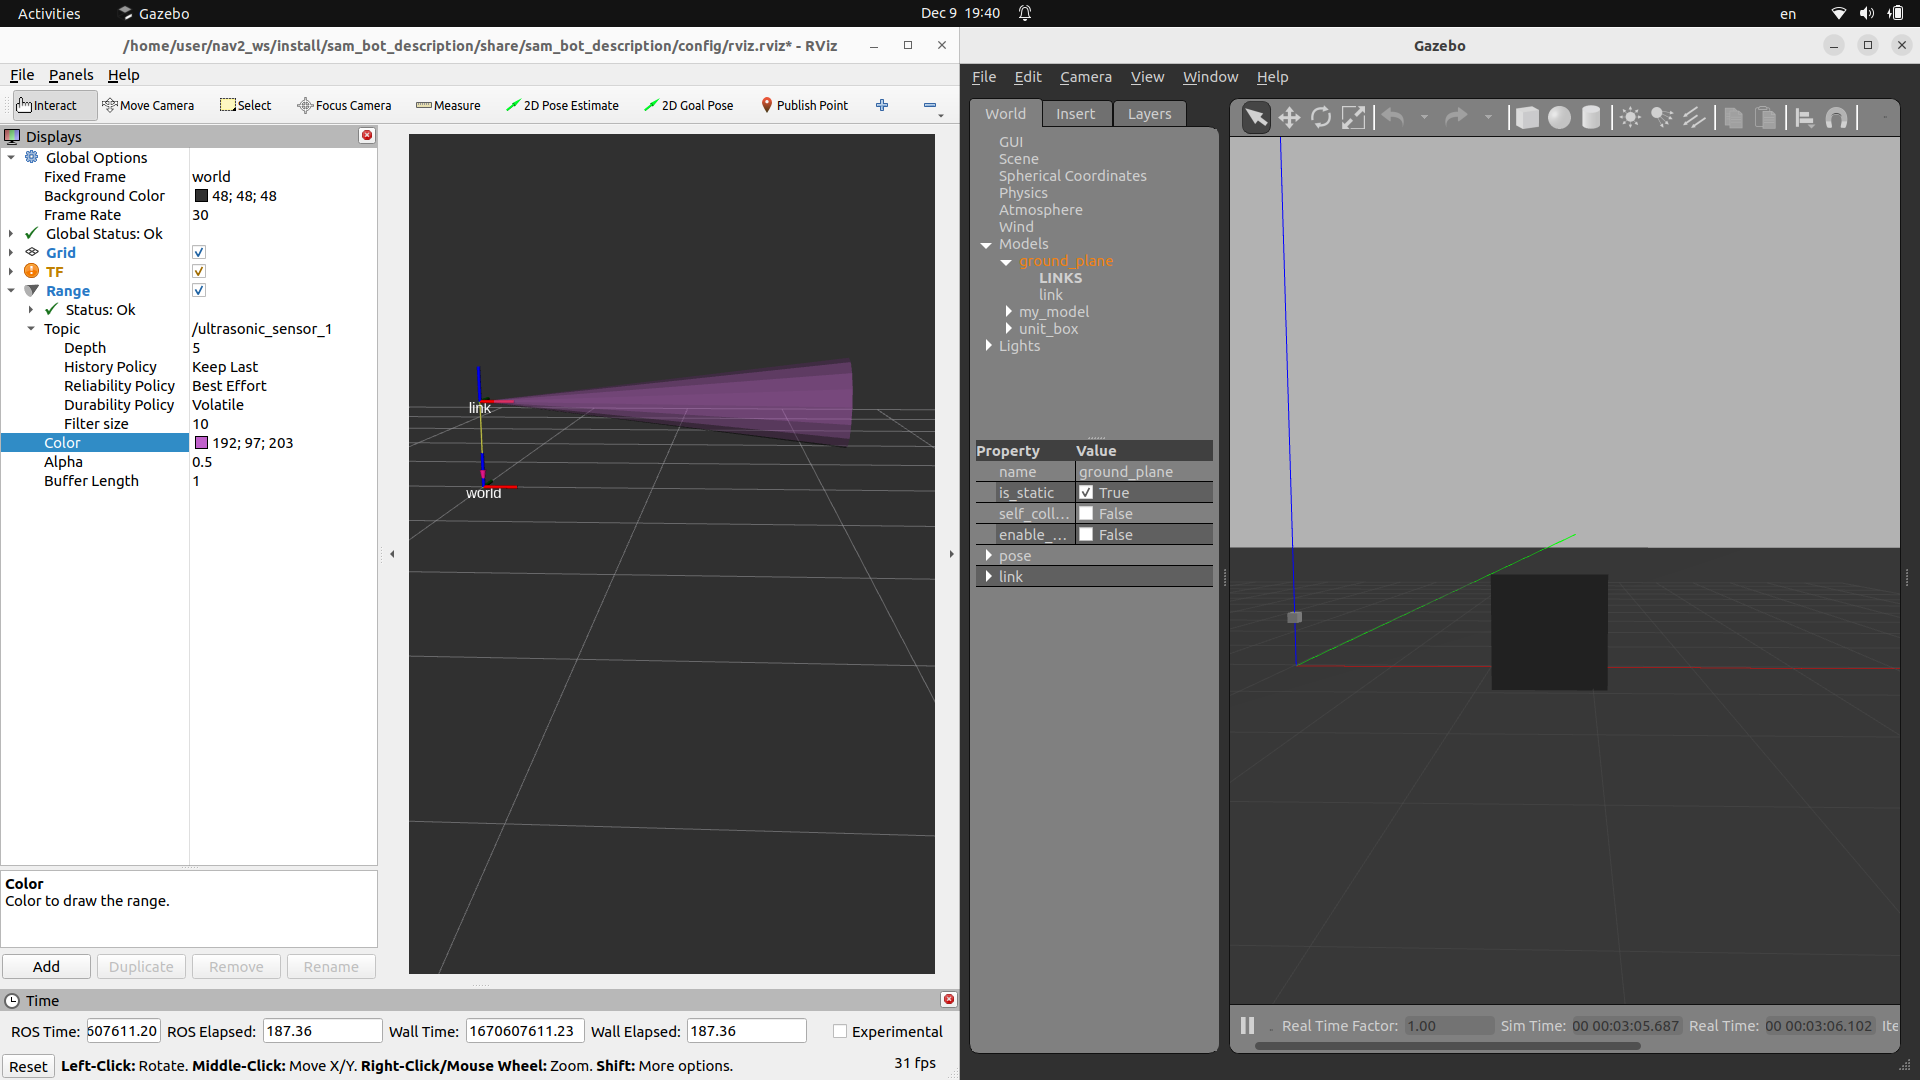 Activities
Gazebo
Dec 9 19:40
en
/home/user/nav2_ws/install/sam_bot_description/share/sam_bot_description/config/rviz.rviz* - RViz
File Panels Help
Interact Move Camera Select Focus Camera Measure 2D Pose Estimate 2D Goal Pose Publish Point
Displays
Global Options
Fixed Frame world
Background Color 48; 48; 48
Frame Rate 30
Global Status: Ok
Grid
TF
Range
Status: Ok
Topic /ultrasonic_sensor_1
Depth 5
History Policy Keep Last
Reliability Policy Best Effort
Durability Policy Volatile
Filter size 10
Color 192; 97; 203
Alpha 0.5
Buffer Length 1
Color
Color to draw the range.
Add Duplicate Remove Rename
link
world
Time
ROS Time: 607611.20 ROS Elapsed: 187.36 Wall Time: 1670607611.23 Wall Elapsed: 187.36 Experimental
Reset Left-Click: Rotate. Middle-Click: Move X/Y. Right-Click/Mouse Wheel: Zoom. Shift: More options. 31 fps
Gazebo
File Edit Camera View Window Help
World Insert Layers
GUI
Scene
Spherical Coordinates
Physics
Atmosphere
Wind
Models
ground_plane
LINKS
link
my_model
unit_box
Lights
Property Value
name ground_plane
is_static True
self_coll... False
enable_... False
pose
link
Real Time Factor: 1.00 Sim Time: 00 00:03:05.687 Real Time: 00 00:03:06.102 Ite